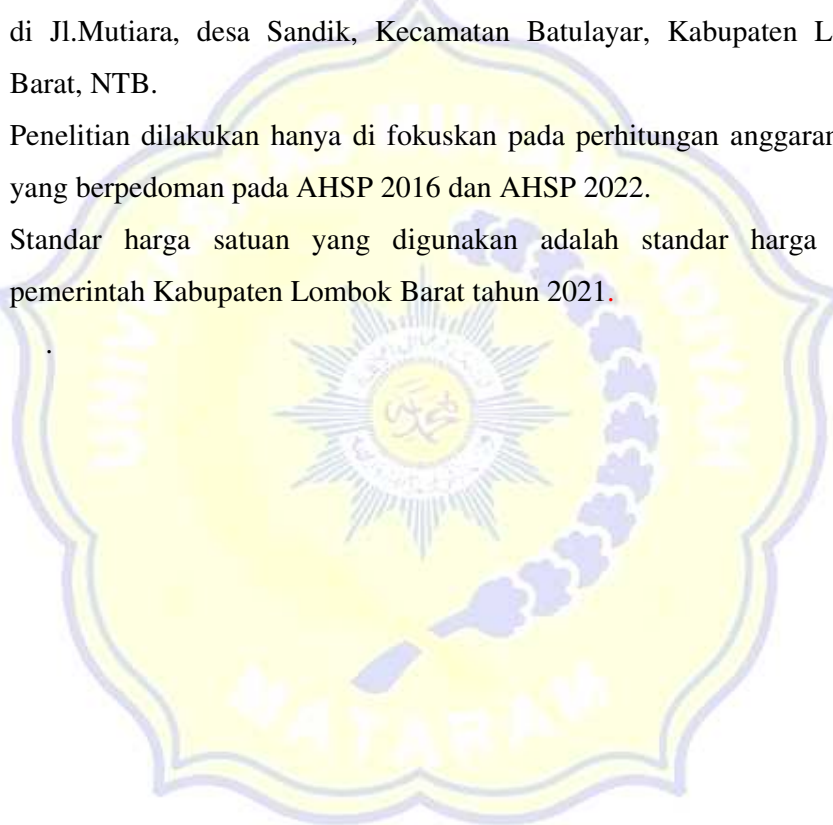 di Jl.Mutiara, desa Sandik, Kecamatan Batulayar, Kabupaten L
Barat, NTB.
Penelitian dilakukan hanya di fokuskan pada perhitungan anggaran
yang berpedoman pada AHSP 2016 dan AHSP 2022.
Standar harga satuan yang digunakan adalah standar harga
pemerintah Kabupaten Lombok Barat tahun 2021.
.
MATARAM